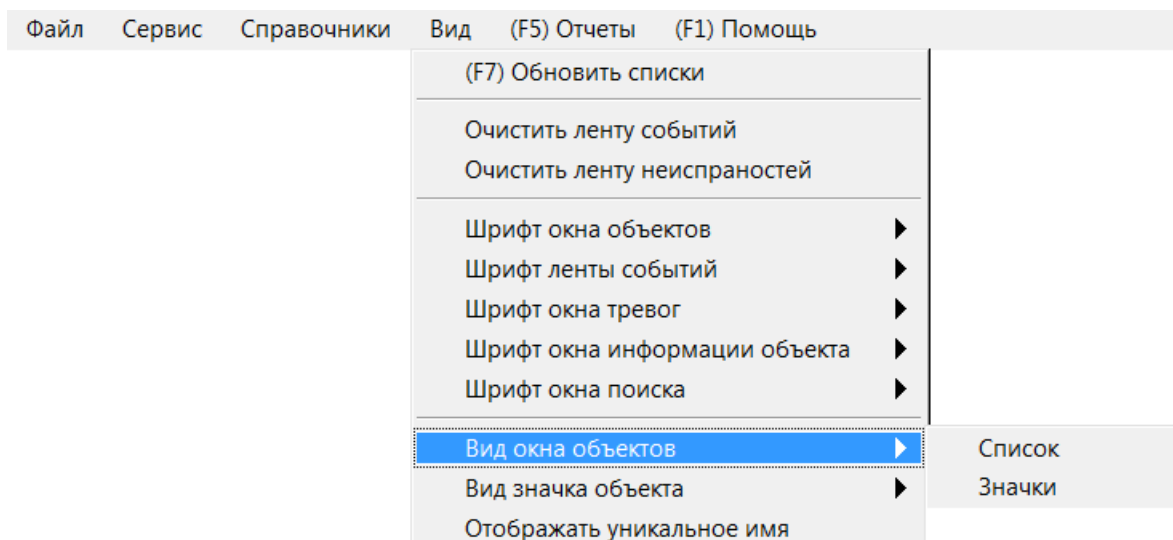 Файл Сервис Справочники Вид (F5) Отчеты (F1) Помощь
(F7) Обновить списки
Очистить ленту событий
Очистить ленту неиспраностей
Шрифт окна объектов
Шрифт ленты событий
Шрифт окна тревог
Шрифт окна информации объекта
Шрифт окна поиска
Вид окна объектов
Список
Вид значка объекта
Значки
Отображать уникальное имя